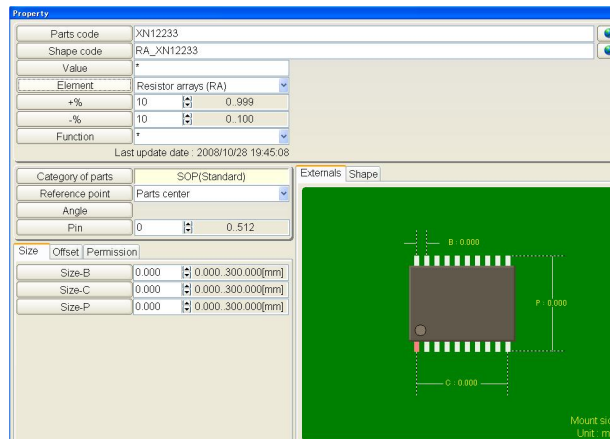 Property
Parts code XN12233
Shape code RA_XN12233
Value *
Element Resistor arrays (RA)
+% 10 0..999
-% 10 0..100
Function *
Last update date : 2008/10/28 19:45:08
Category of parts SOP(Standard)
Reference point Parts center
Angle
Pin 0 0..512
Size Offset Permission
Size-B 0.000 0.000..300.000[mm]
Size-C 0.000 0.000..300.000[mm]
Size-P 0.000 0.000..300.000[mm]
Externals Shape
B : 0.000
P : 0.000
C : 0.000
Mount sid
Unit : m